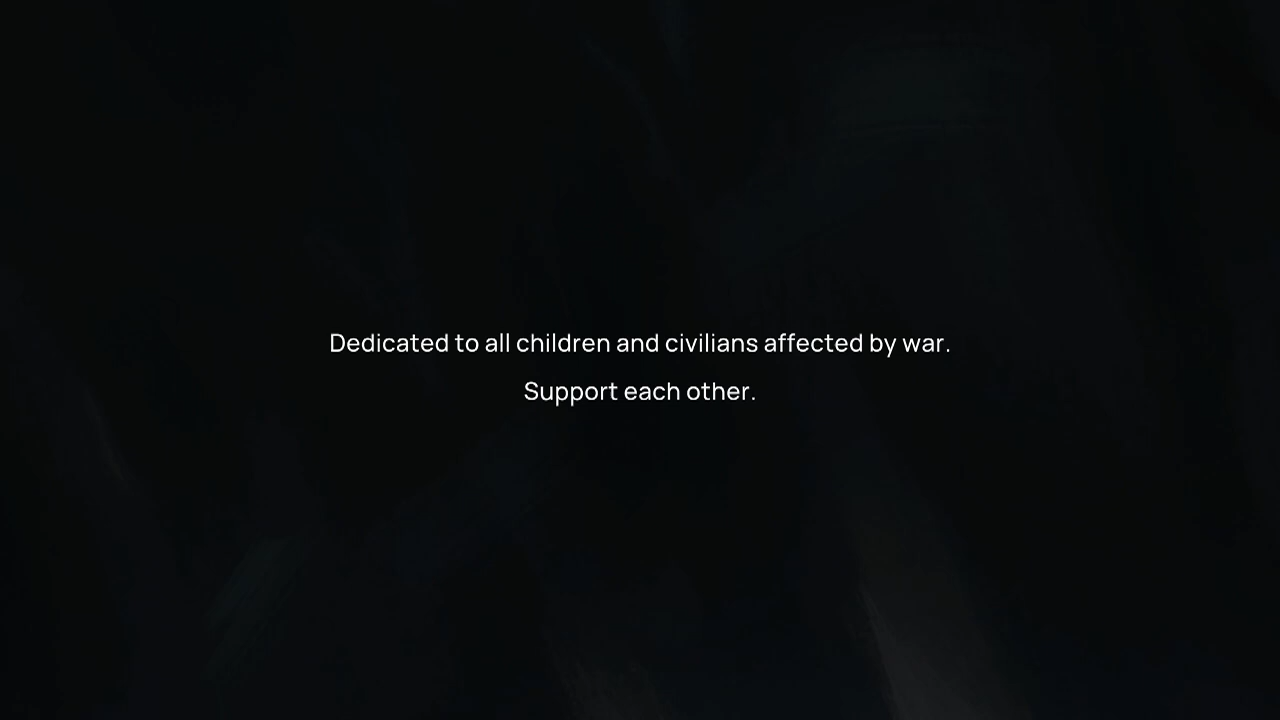 Dedicated to all children and civilians affected by war.
Support each other.